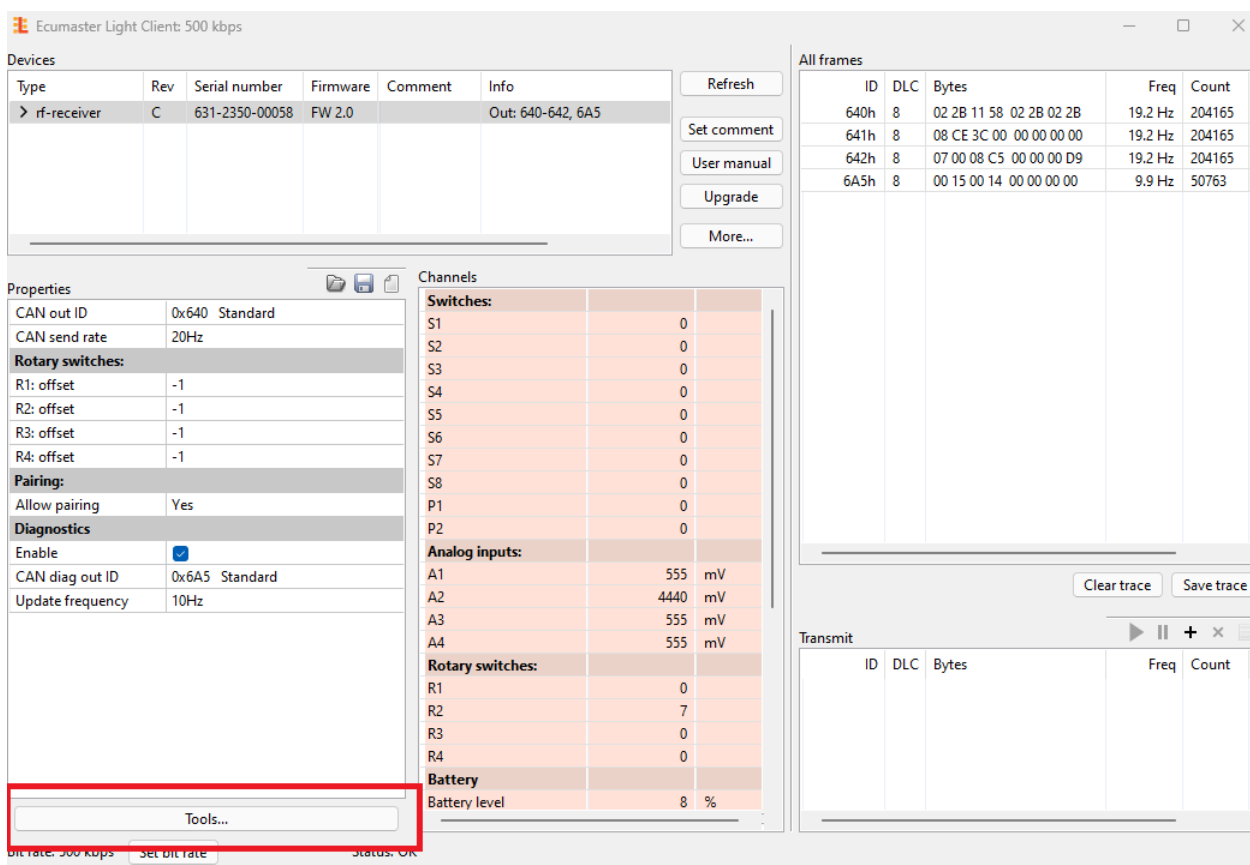 Ecumaster Light Client: 500 kbps
Devices
Type Rev Serial number Firmware Comment Info
rf-receiver C 631-2350-00058 FW 2.0 Out: 640-642, 6A5
Refresh
Set comment
User manual
Upgrade
More...
All frames
ID DLC Bytes Freq Count
640h 8 02 2B 11 58 02 2B 02 2B 19.2 Hz 204165
641h 8 08 CE 3C 00 00 00 00 00 19.2 Hz 204165
642h 8 07 00 08 C5 00 00 00 D9 19.2 Hz 204165
6A5h 8 00 15 00 14 00 00 00 00 9.9 Hz 50763
Properties
CAN out ID 0x640 Standard
CAN send rate 20Hz
Rotary switches:
R1: offset -1
R2: offset -1
R3: offset -1
R4: offset -1
Pairing:
Allow pairing Yes
Diagnostics
Enable
CAN diag out ID 0x6A5 Standard
Update frequency 10Hz
Tools...
Channels
Switches:
S1 0
S2 0
S3 0
S4 0
S5 0
S6 0
S7 0
S8 0
P1 0
P2 0
Analog inputs:
A1 555 mV
A2 4440 mV
A3 555 mV
A4 555 mV
Rotary switches:
R1 0
R2 7
R3 0
R4 0
Battery
Battery level 8 %
Clear trace Save trace
Transmit
ID DLC Bytes Freq Count
Bit rate: 500 kbps Set bit rate Status: OK